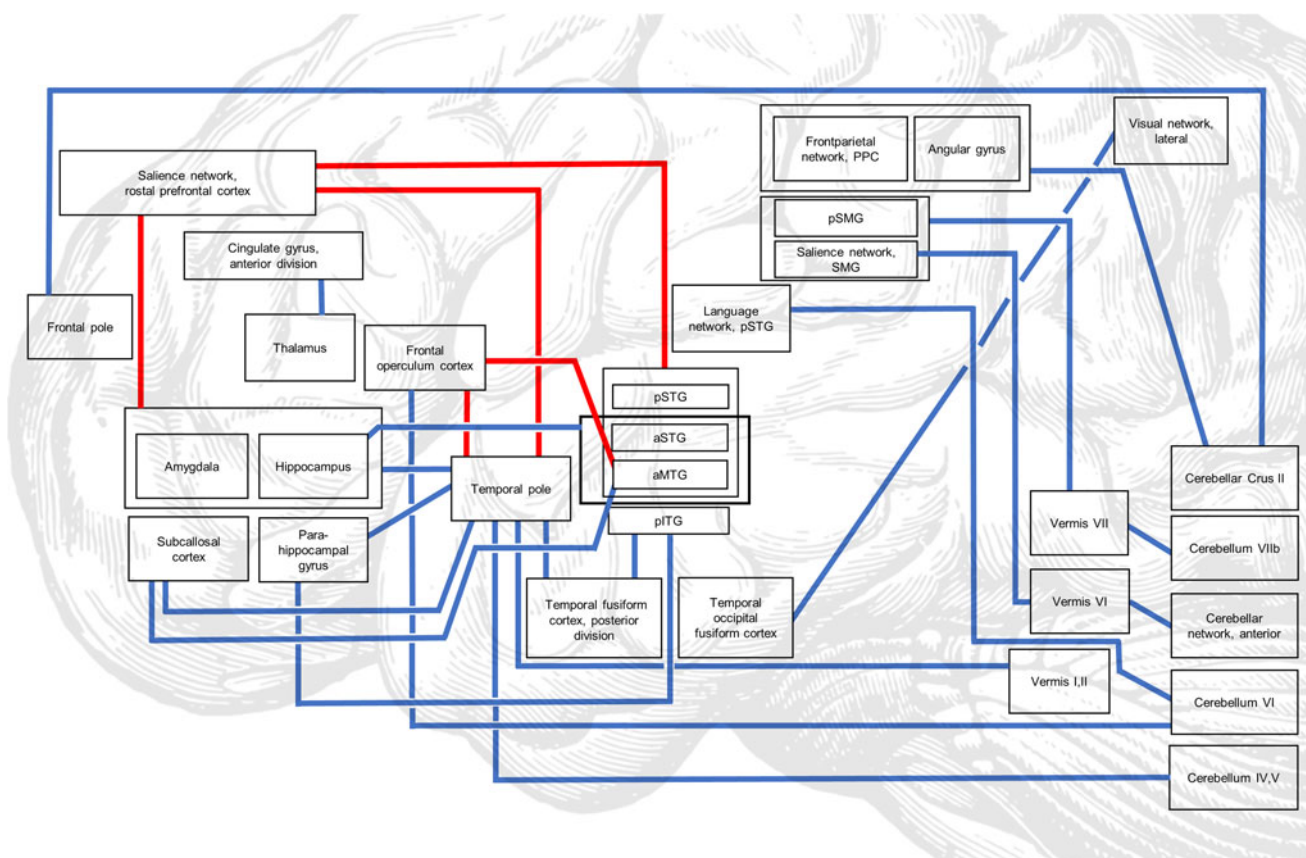 Visual network,
lateral
Frontparietal
network, PPC
Angular gyrus
Salience network,
rostal prefrontal cortex
pSMG
Cingulate gyrus,
anterior division
Salience network,
SMG
Frontal pole
Language
network, pSTG
Thalamus
Frontal
operculum cortex
pSTG
aSTG
Amygdala
Hippocampus
aMTG
Temporal pole
Cerebellar Crus II
pITG
Vermis VII
Subcallosal
cortex
Para-
hippocampal
gyrus
Cerebellum VIIb
Temporal fusiform
cortex, posterior
division
Temporal
occipital
fusiform cortex
Vermis VI
Cerebellar
network, anterior
Vermis I,II
Cerebellum VI
Cerebellum IV,V